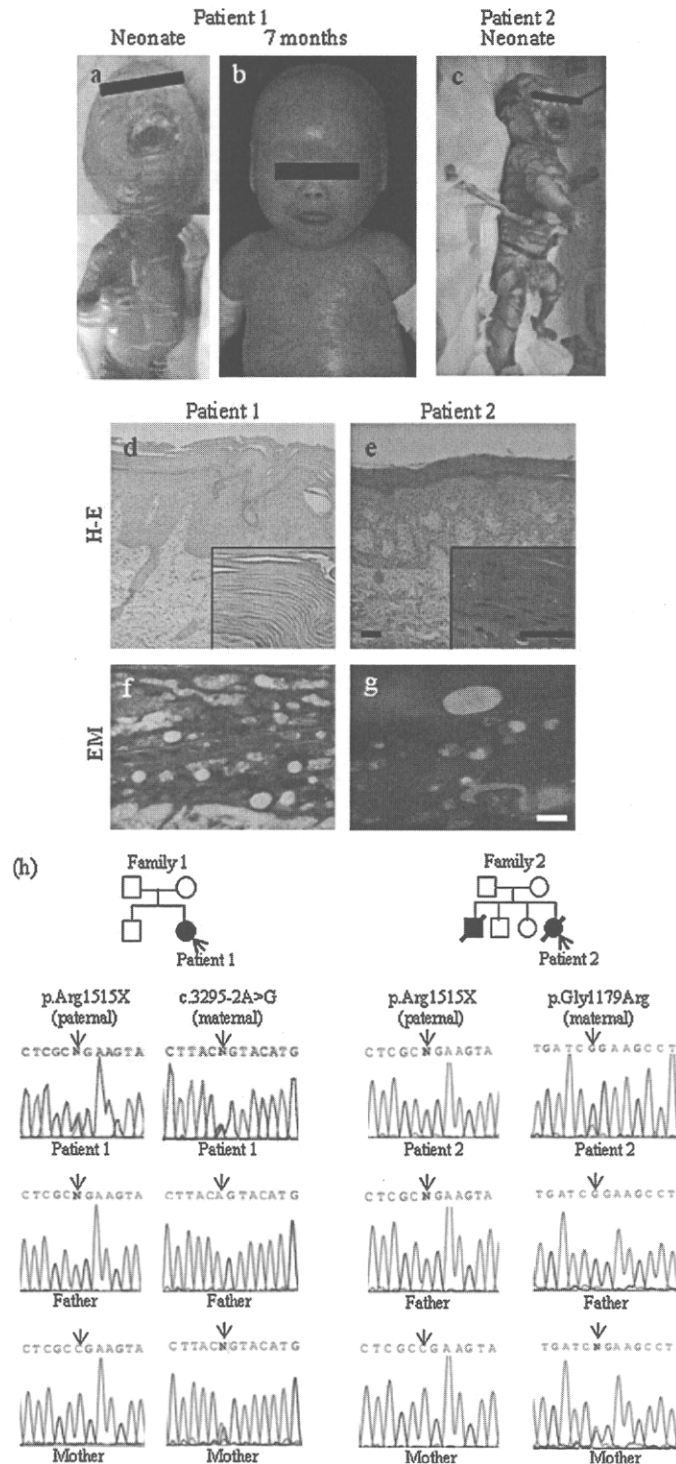 Patient 1
Patient 2
Neonate
7 months
Neonate
a
b
c
Patient 1
Patient 2
H-E
d
e
EM
f
g
(h)
Family 1
Family 2
Patient 1
Patient 2
p.Arg1515X
(paternal)
c.3295-2A>G
(maternal)
p.Arg1515X
(paternal)
p.Gly1179Arg
(maternal)
CTCGCNGAAGTA
CTTACNGTACATG
CTCGCNGAAGTA
TGATCGGAAGCCT
Patient 1
Patient 1
Patient 2
Patient 2
CTCGCNGAAGTA
CTTACAGTACATG
CTCGCNGAAGTA
TGATCGGAAGCCT
Father
Father
Father
Father
CTCGCCGAAGTA
CTTACNGTACATG
CTCGCCGAAGTA
TGATCNGAAGCCT
Mother
Mother
Mother
Mother